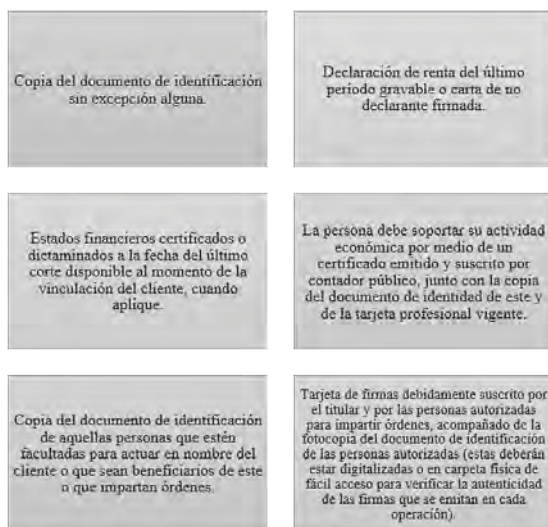 Copia del documento de identificación
sin excepción alguna.
Declaración de renta del último
periodo gravable o carta de no
declarante firmada.
Estados financieros certificados o
dictaminados a la fecha del último
corte disponible al momento de la
vinculación del cliente, cuando
aplique.
La persona debe soportar su actividad
económica por medio de un
certificado emitido y suscrito por
contador público, junto con la copia
del documento de identidad de este y
de la tarjeta profesional vigente.
Copia del documento de identificación
de aquellas personas que estén
facultadas para actuar en nombre del
cliente o que sean beneficiarios de este
o que impartan órdenes.
Tarjeta de firmas debidamente suscrito por
el titular y por las personas autorizadas
para impartir órdenes, acompañado de la
fotocopia del documento de identificación
de las personas autorizadas (estas deberán
estar digitalizadas o en carpeta física de
fácil acceso para verificar la autenticidad
de las firmas que se emitan en cada
operación).